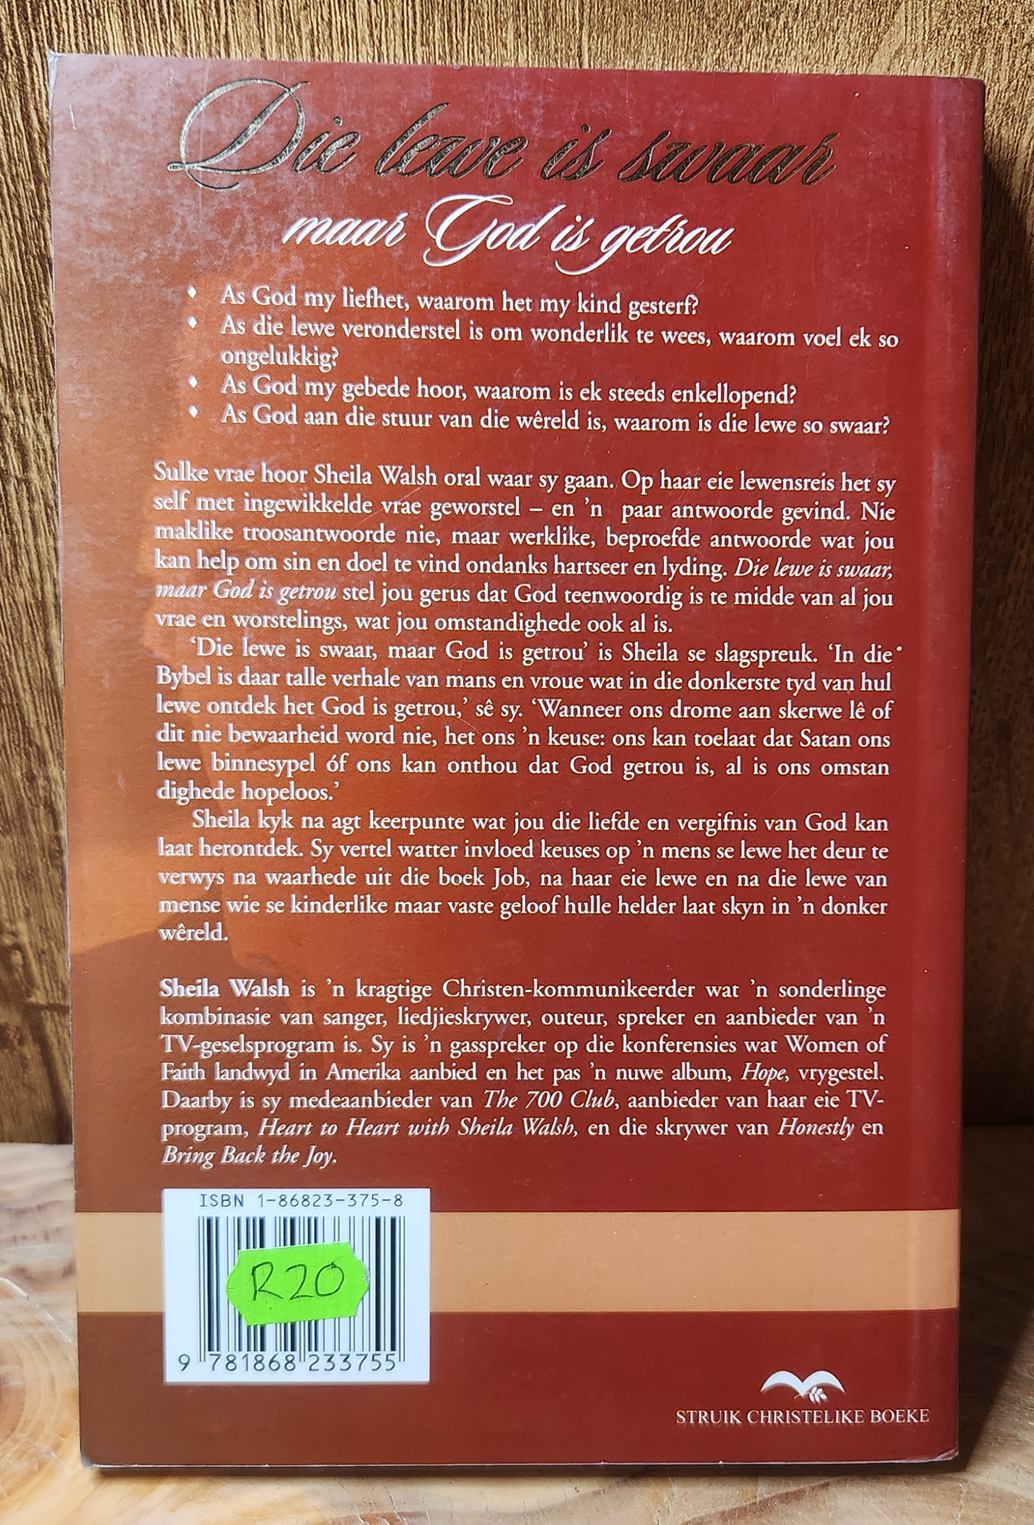 Die lewe is swaar
maar God is getrou
♦ As God my liefhet, waarom het my kind gesterf?
♦ As die lewe veronderstel is om wonderlik te wees, waarom voel ek so
ongelukkig?
♦ As God my gebede hoor, waarom is ek steeds enkellopend?
♦ As God aan die stuur van die wêreld is, waarom is die lewe so swaar?
Sulke vrae hoor Sheila Walsh oral waar sy gaan. Op haar eie lewensreis het sy
self met ingewikkelde vrae geworstel – en 'n paar antwoorde gevind. Nie
maklike troosantwoorde nie, maar werklike, beproefde antwoorde wat jou
kan help om sin en doel te vind ondanks hartseer en lyding. Die lewe is swaar,
maar God is getrou stel jou gerus dat God teenwoordig is te midde van al jou
vrae en worstelings, wat jou omstandighede ook al is.
'Die lewe is swaar, maar God is getrou' is Sheila se slagspreuk. 'In die
Bybel is daar talle verhale van mans en vroue wat in die donkerste tyd van hul
lewe ontdek het God is getrou,' sê sy. 'Wanneer ons drome aan skerwe lê of
dit nie bewaarheid word nie, het ons 'n keuse: ons kan toelaat dat Satan ons
lewe binnesypel óf ons kan onthou dat God getrou is, al is ons omstan
dighede hopeloos.'
Sheila kyk na agt keerpunte wat jou die liefde en vergifnis van God kan
laat herontdek. Sy vertel watter invloed keuses op 'n mens se lewe het deur te
verwys na waarhede uit die boek Job, na haar eie lewe en na die lewe van
mense wie se kinderlike maar vaste geloof hulle helder laat skyn in 'n donker
wêreld.
Sheila Walsh is 'n kragtige Christen-kommunikeerder wat 'n sonderlinge
kombinasie van sanger, liedjieskrywer, outeur, spreker en aanbieder van 'n
TV-geselsprogram is. Sy is 'n gasspreker op die konferensies wat Women of
Faith landwyd in Amerika aanbied en het pas 'n nuwe album, Hope, vrygestel.
Daarby is sy medeaanbieder van The 700 Club, aanbieder van haar eie TV-
program, Heart to Heart with Sheila Walsh, en die skrywer van Honestly en
Bring Back the Joy.
ISBN 1-86823-375-8
R20
9 781868 233755
STRUIK CHRISTELIKE BOEKE